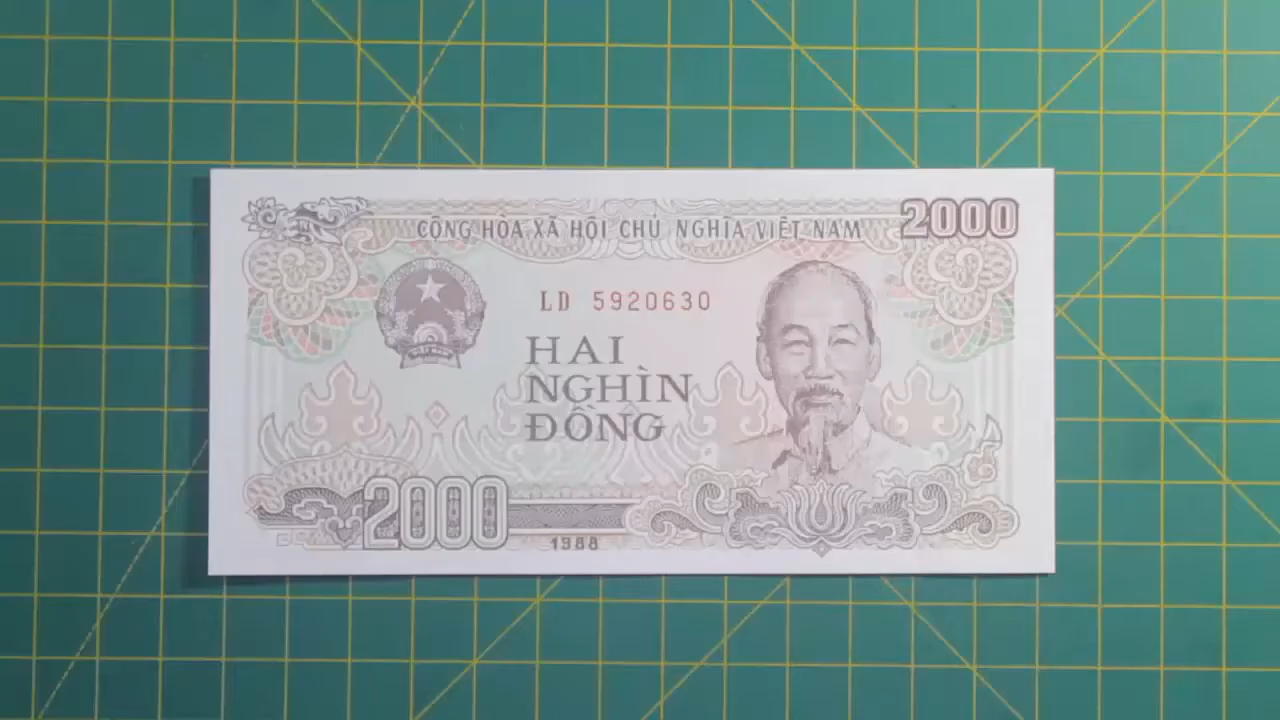 CỘNG HÒA XÃ HỘI CHỦ NGHĨA VIỆT NAM
2000
LD 5920630
HAI
NGHÌN
ĐỒNG
2000
1988